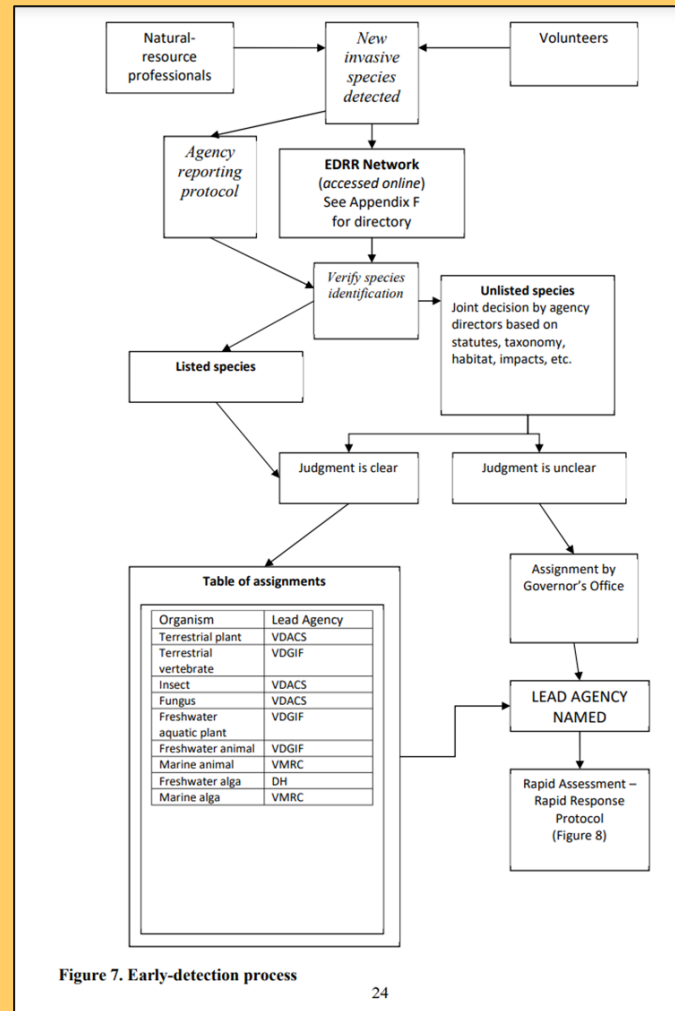 Natural-
resource
professionals
New
invasive
species
detected
Volunteers
Agency
reporting
protocol
EDRR Network
(accessed online)
See Appendix F
for directory
Verify species
identification
Unlisted species
Joint decision by agency
directors based on
statutes, taxonomy,
habitat, impacts, etc.
Listed species
Judgment is clear
Judgment is unclear
Assignment by
Governor's Office
Table of assignments
Organism Lead Agency
Terrestrial plant VDACS
Terrestrial VDGIF
vertebrate
Insect VDACS
Fungus VDACS
Freshwater VDGIF
aquatic plant
Freshwater animal VDGIF
Marine animal VMRC
Freshwater alga DH
Marine alga VMRC
LEAD AGENCY
NAMED
Rapid Assessment –
Rapid Response
Protocol
(Figure 8)
Figure 7. Early-detection process
24